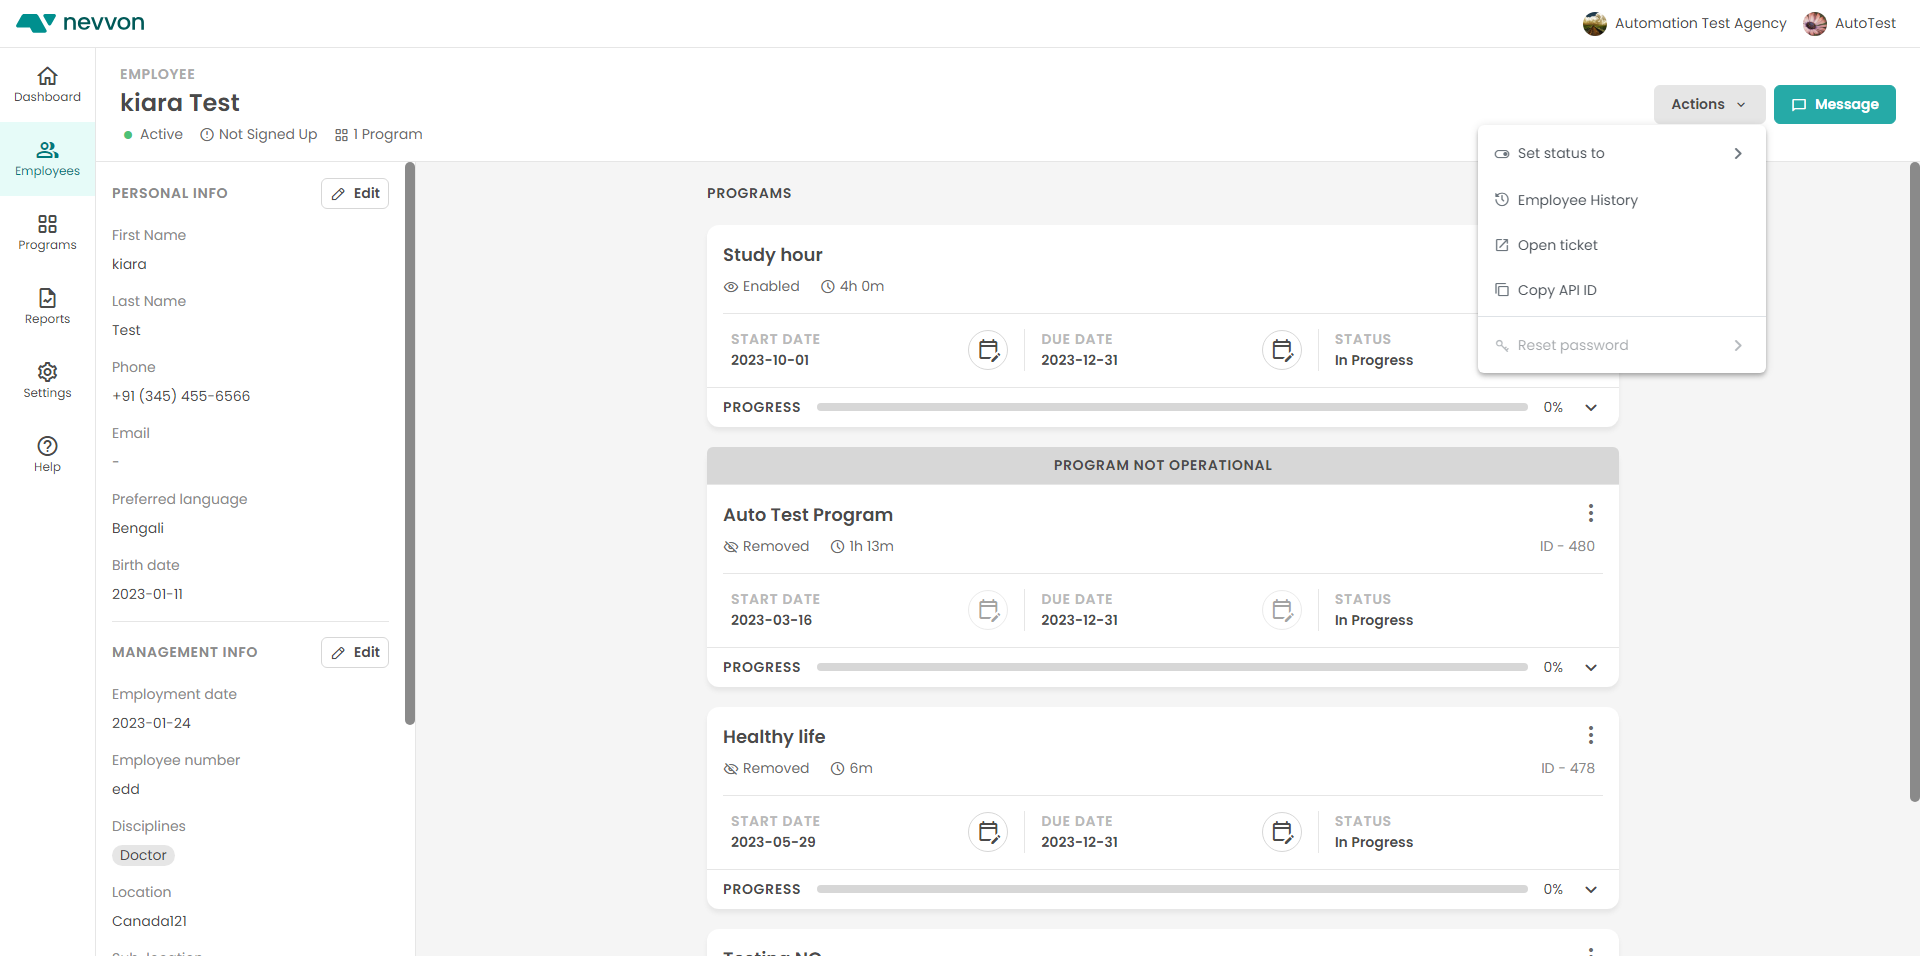 nevvon
Automation Test Agency
AutoTest
Dashboard
Employees
Programs
Reports
Settings
Help
EMPLOYEE
kiara Test
Active
Not Signed Up
1 Program
Actions
Message
Set status to
Employee History
Open ticket
Copy API ID
Reset password
PERSONAL INFO
Edit
First Name
kiara
Last Name
Test
Phone
+91 (345) 455-6566
Email
-
Preferred language
Bengali
Birth date
2023-01-11
MANAGEMENT INFO
Edit
Employment date
2023-01-24
Employee number
edd
Disciplines
Doctor
Location
Canada121
Sub-location
PROGRAMS
Study hour
Enabled 4h 0m
START DATE
2023-10-01
DUE DATE
2023-12-31
STATUS
In Progress
PROGRESS 0%
PROGRAM NOT OPERATIONAL
Auto Test Program
Removed 1h 13m
ID - 480
START DATE
2023-03-16
DUE DATE
2023-12-31
STATUS
In Progress
PROGRESS 0%
Healthy life
Removed 6m
ID - 478
START DATE
2023-05-29
DUE DATE
2023-12-31
STATUS
In Progress
PROGRESS 0%